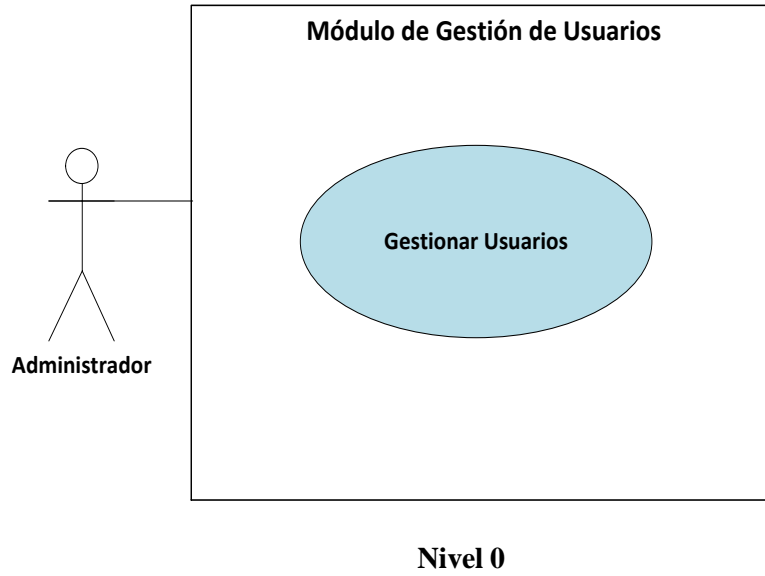 Módulo de Gestión de Usuarios
Gestionar Usuarios
Administrador
Nivel 0